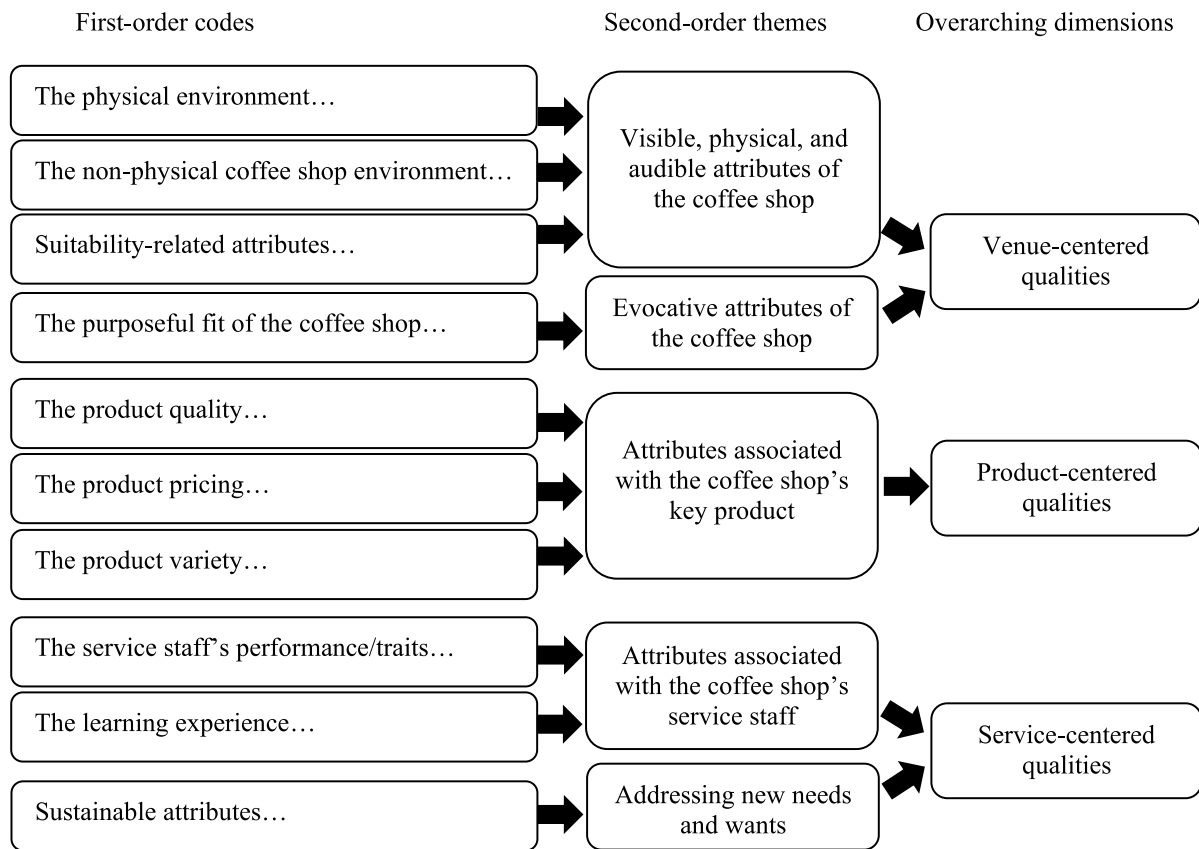 First-order codes
Second-order themes
Overarching dimensions
The physical environment…
The non-physical coffee shop environment…
Suitability-related attributes…
The purposeful fit of the coffee shop…
Visible, physical, and
audible attributes of
the coffee shop
Evocative attributes of
the coffee shop
Venue-centered
qualities
The product quality…
The product pricing…
The product variety…
Attributes associated
with the coffee shop’s
key product
Product-centered
qualities
The service staff’s performance/traits…
The learning experience…
Sustainable attributes…
Attributes associated
with the coffee shop’s
service staff
Addressing new needs
and wants
Service-centered
qualities